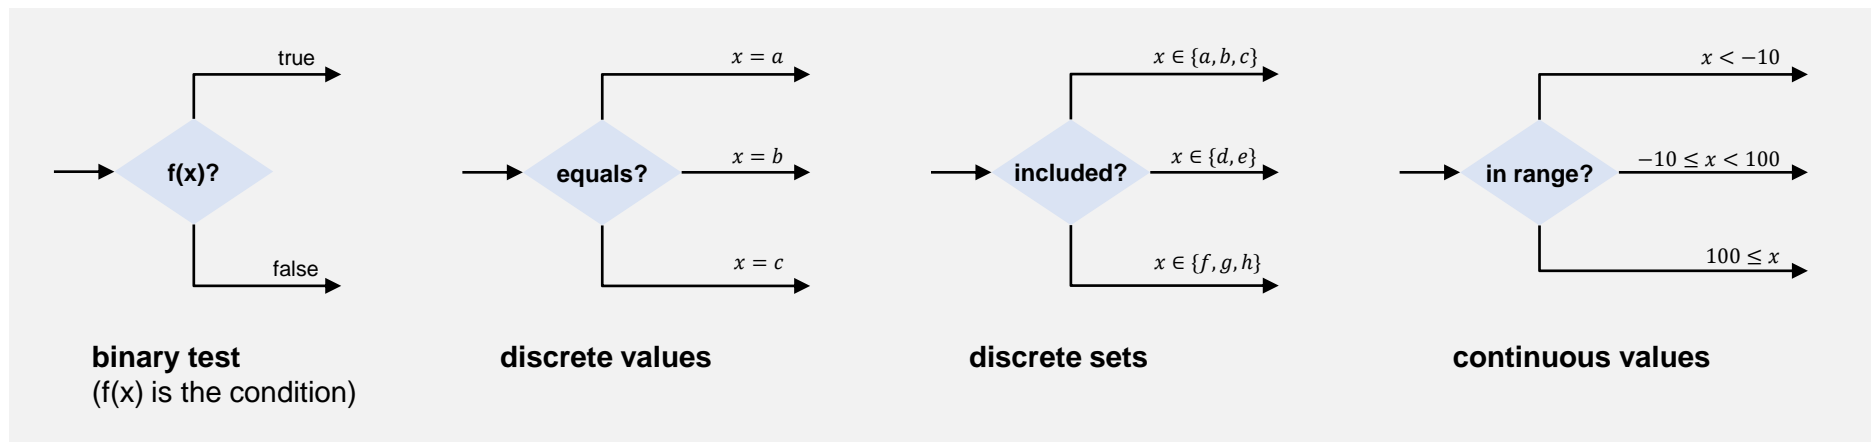 true
f(x)?
false
binary test
(f(x) is the condition)
x = a
equals?
x = b
x = c
discrete values
x ∈ {a, b, c}
included?
x ∈ {d, e}
x ∈ {f, g, h}
discrete sets
x < −10
in range?
−10 ≤ x < 100
100 ≤ x
continuous values